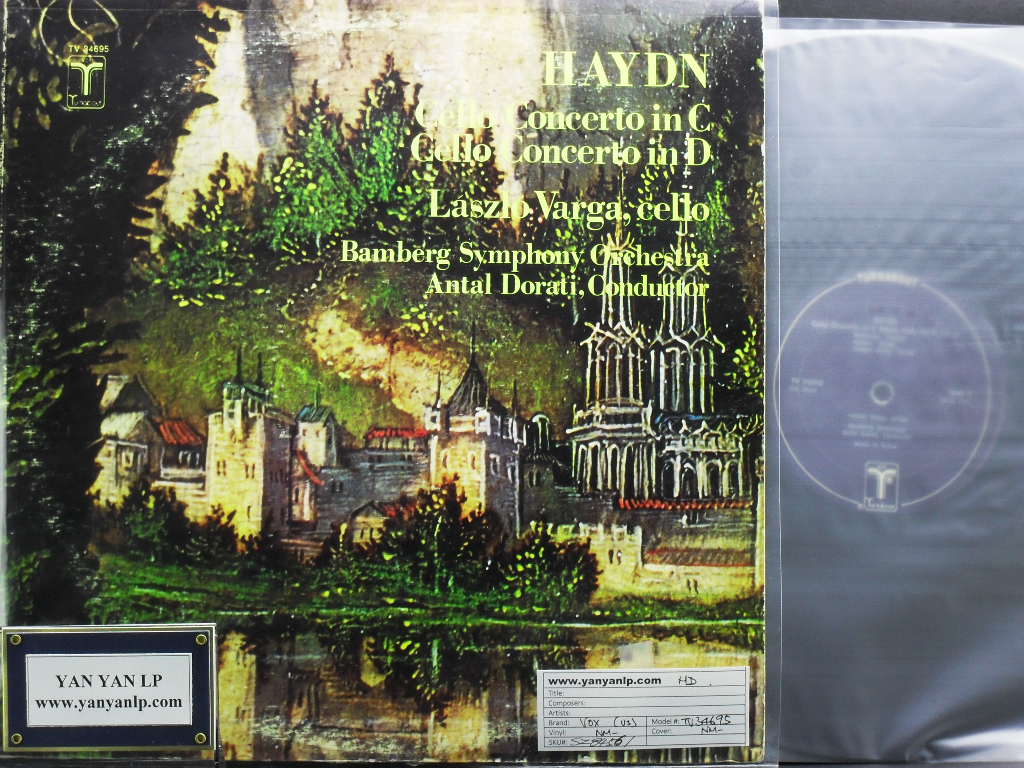 TV 34695
Turnabout
HAYDN
Cello Concerto in C
Cello Concerto in D
László Varga, cello
Bamberg Symphony Orchestra
Antal Dorati, Conductor
YAN YAN LP
www.yanyanlp.com
www.yanyanlp.com HD.
Title:
Composers:
Artists:
Brand: VOX (US) Model #: TV34695
Vinyl: NM- Cover: NM-
SKU#: